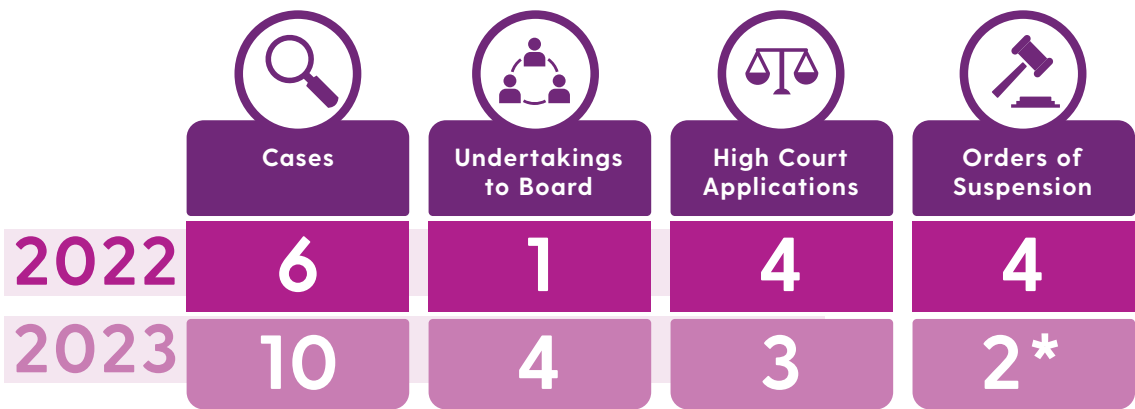 Cases
Undertakings
to Board
High Court
Applications
Orders of
Suspension
2022 6 1 4 4
2023 10 4 3 2*